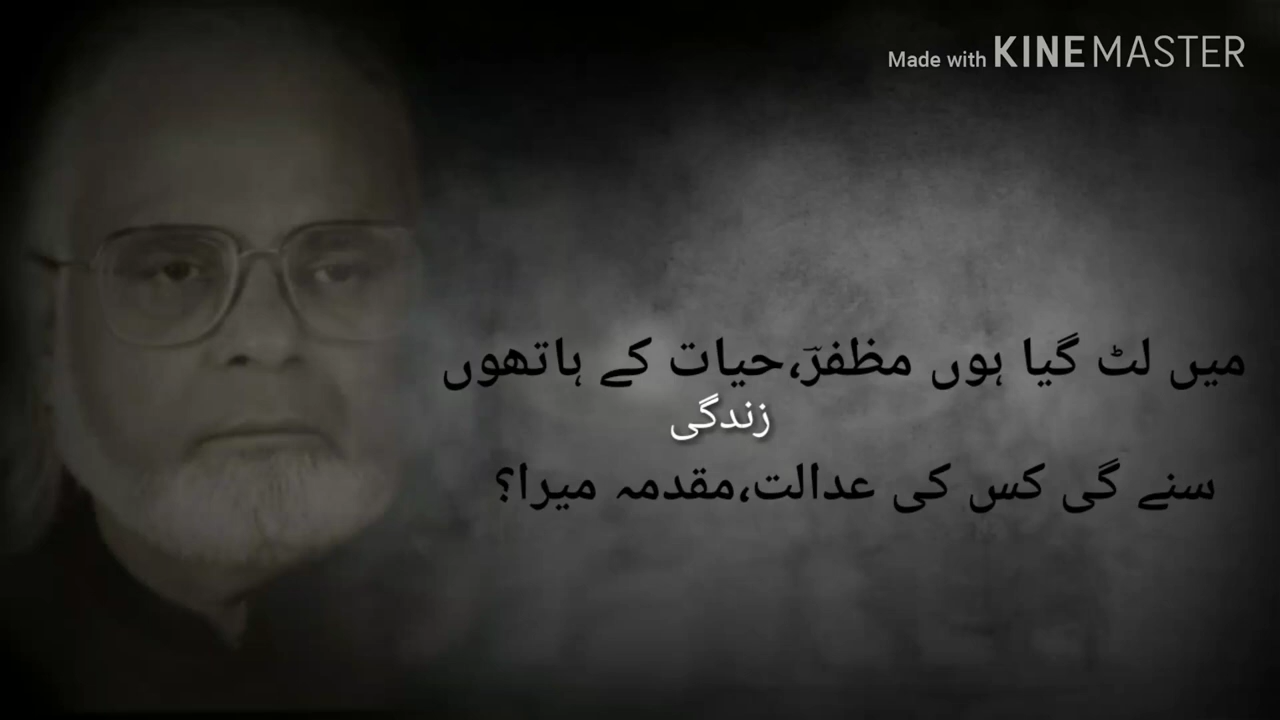 Made with KINEMASTER
میں لٹ گیا ہوں مظفرؔ،حیات کے ہاتھوں
زندگی
سنے گی کس کی عدالت،مقدمہ میرا؟